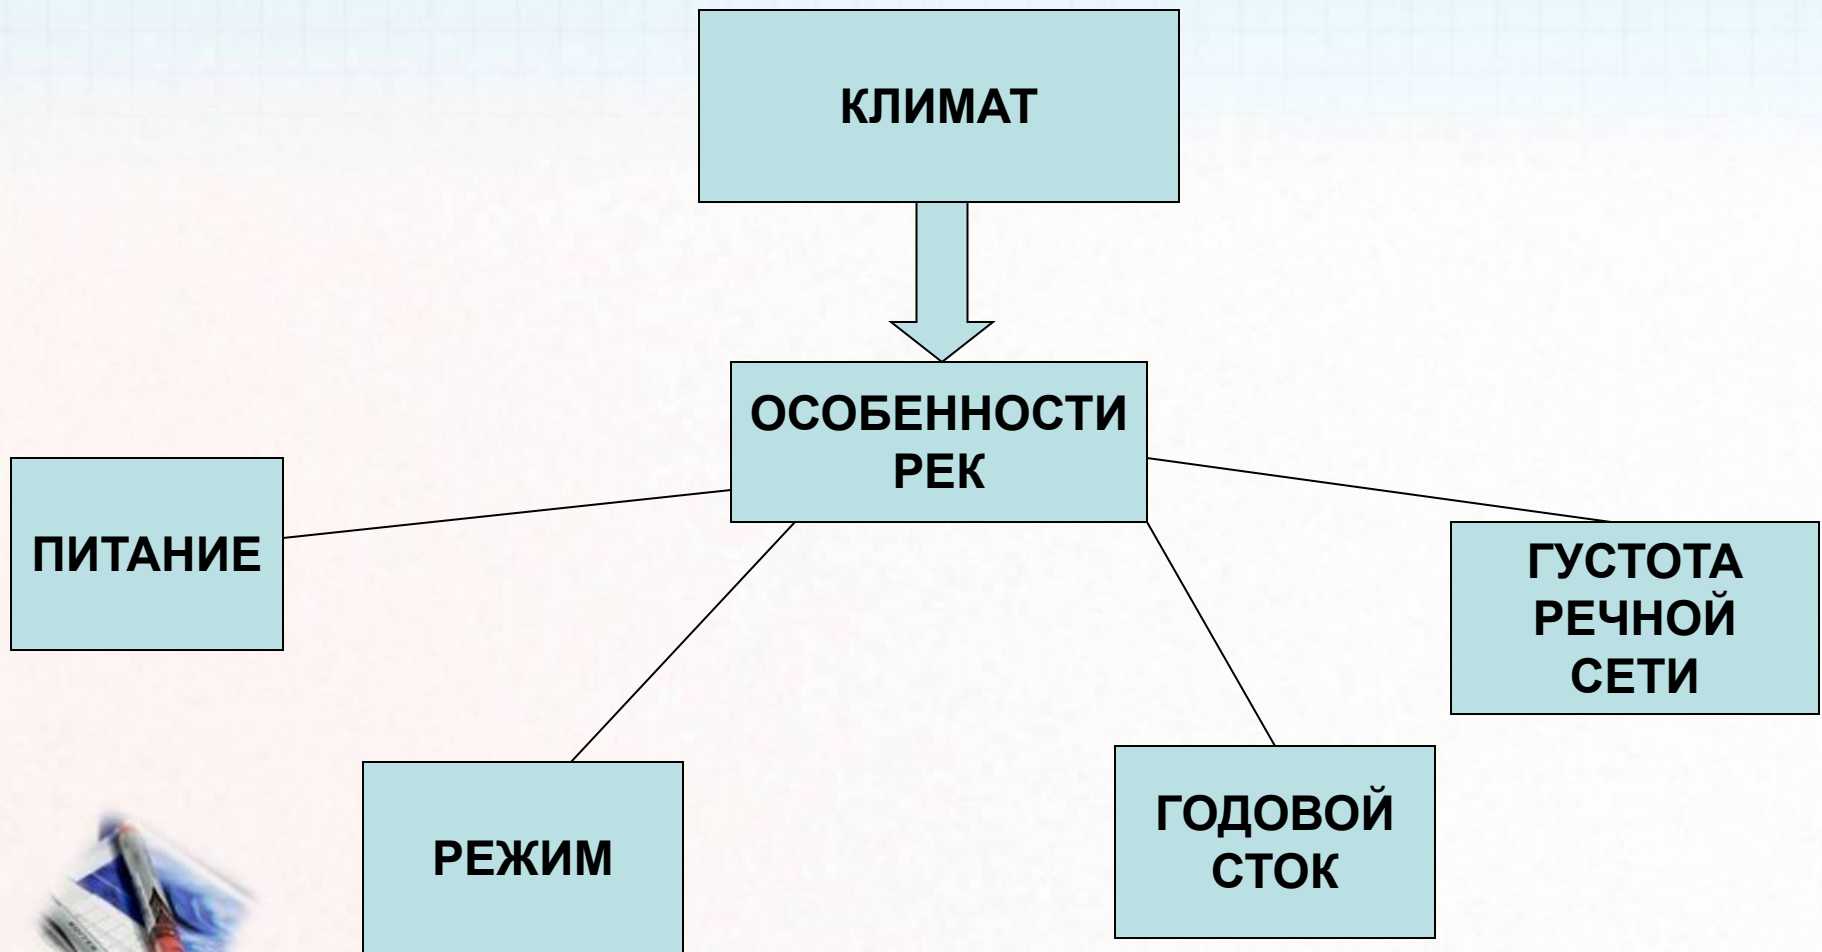 КЛИМАТ
ОСОБЕННОСТИ
РЕК
ПИТАНИЕ
ГУСТОТА
РЕЧНОЙ
СЕТИ
РЕЖИМ
ГОДОВОЙ
СТОК